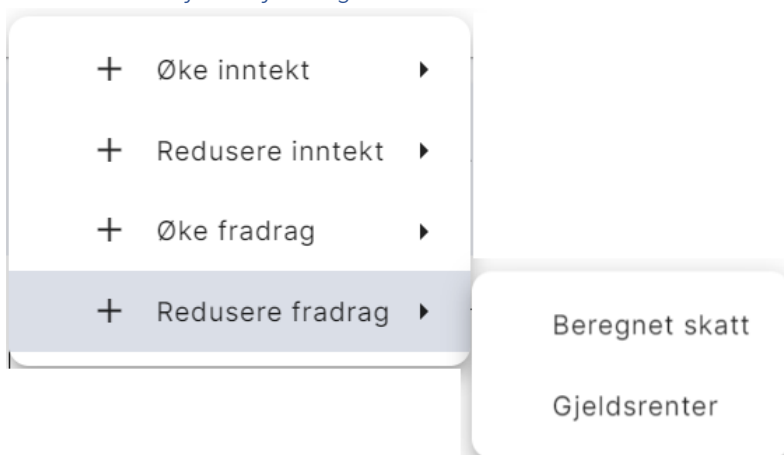 + Øke inntekt
+ Redusere inntekt
+ Øke fradrag
+ Redusere fradrag
Beregnet skatt
Gjeldsrenter